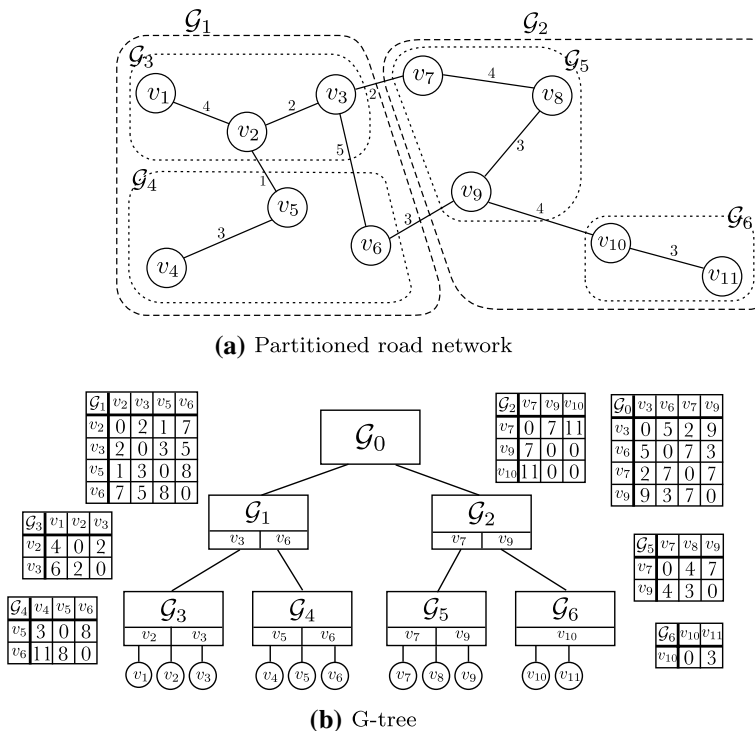 G1
G2
G3
G5
v7
v1
4
2
v3
2
4
v8
v2
5
3
G4
1
v5
v9
G6
3
3
4
v10
3
v4
v6
v11
(a) Partitioned road network
G1 v2 v3 v5 v6
v2 0 2 1 7
v3 2 0 3 5
v5 1 3 0 8
v6 7 5 8 0
G2 v7 v9 v10
v7 0 7 11
v9 7 0 0
v10 11 0 0
G0 v3 v6 v7 v9
v3 0 5 2 9
v6 5 0 7 3
v7 2 7 0 7
v9 9 3 7 0
G0
G1
v3 v6
G2
v7 v9
G3 v1 v2 v3
v2 4 0 2
v3 6 2 0
G5 v7 v8 v9
v7 0 4 7
v9 4 3 0
G4 v4 v5 v6
v5 3 0 8
v6 11 8 0
G3
v2 v3
G4
v5 v6
G5
v7 v9
G6
v10
G6 v10 v11
v10 0 3
v1 v2 v3 v4 v5 v6 v7 v8 v9 v10 v11
(b) G-tree